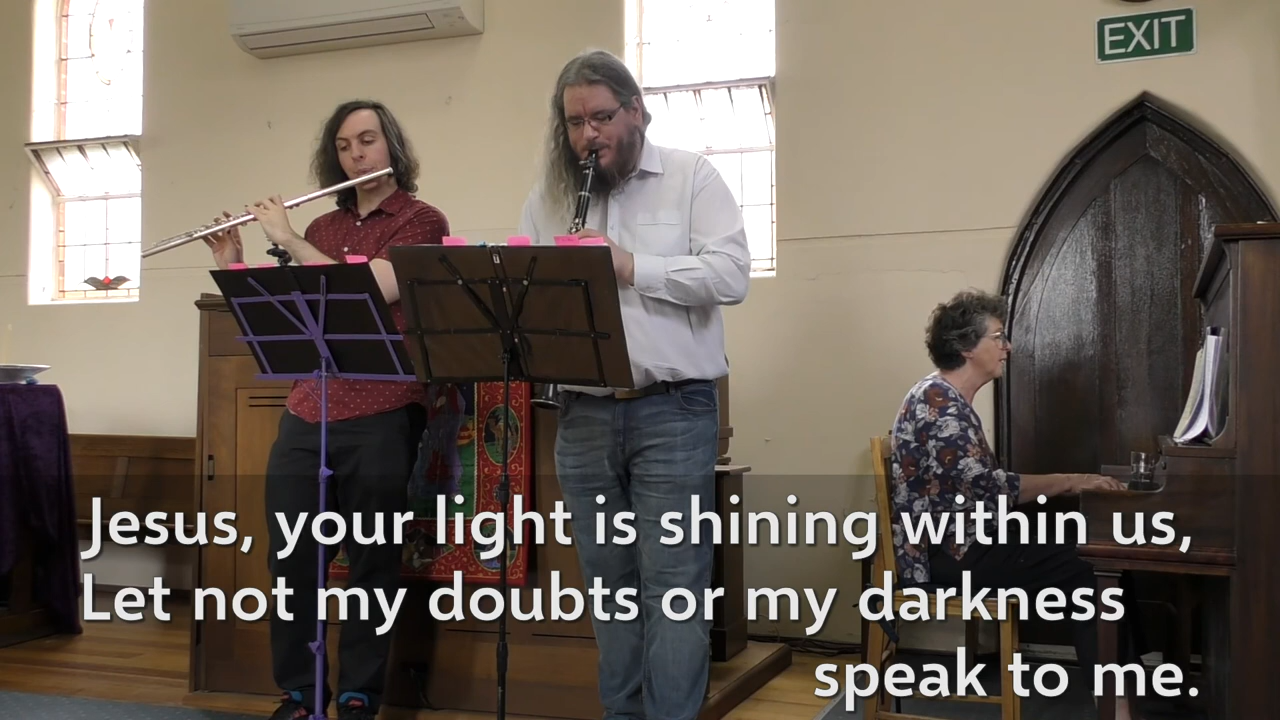 EXIT
Jesus, your light is shining within us,
Let not my doubts or my darkness
speak to me.